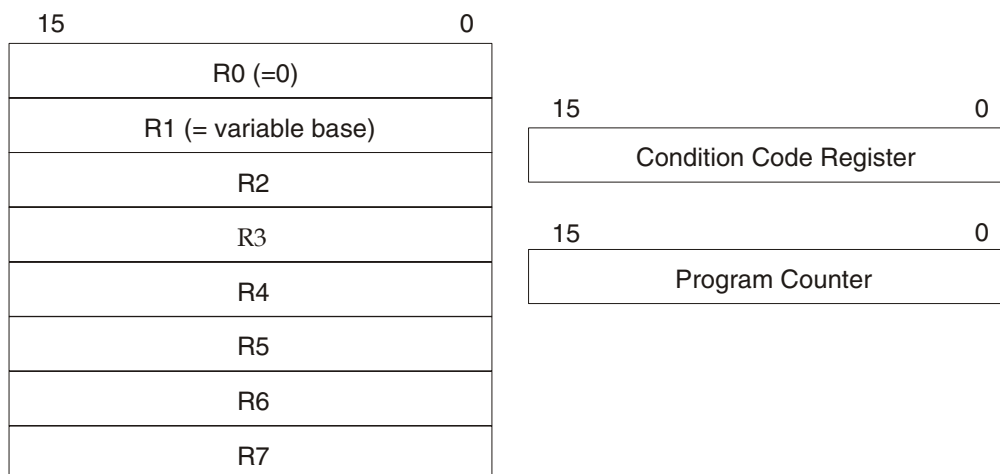 15 0
R0 (=0)
R1 (= variable base)
R2
R3
R4
R5
R6
R7
15 0
Condition Code Register
15 0
Program Counter